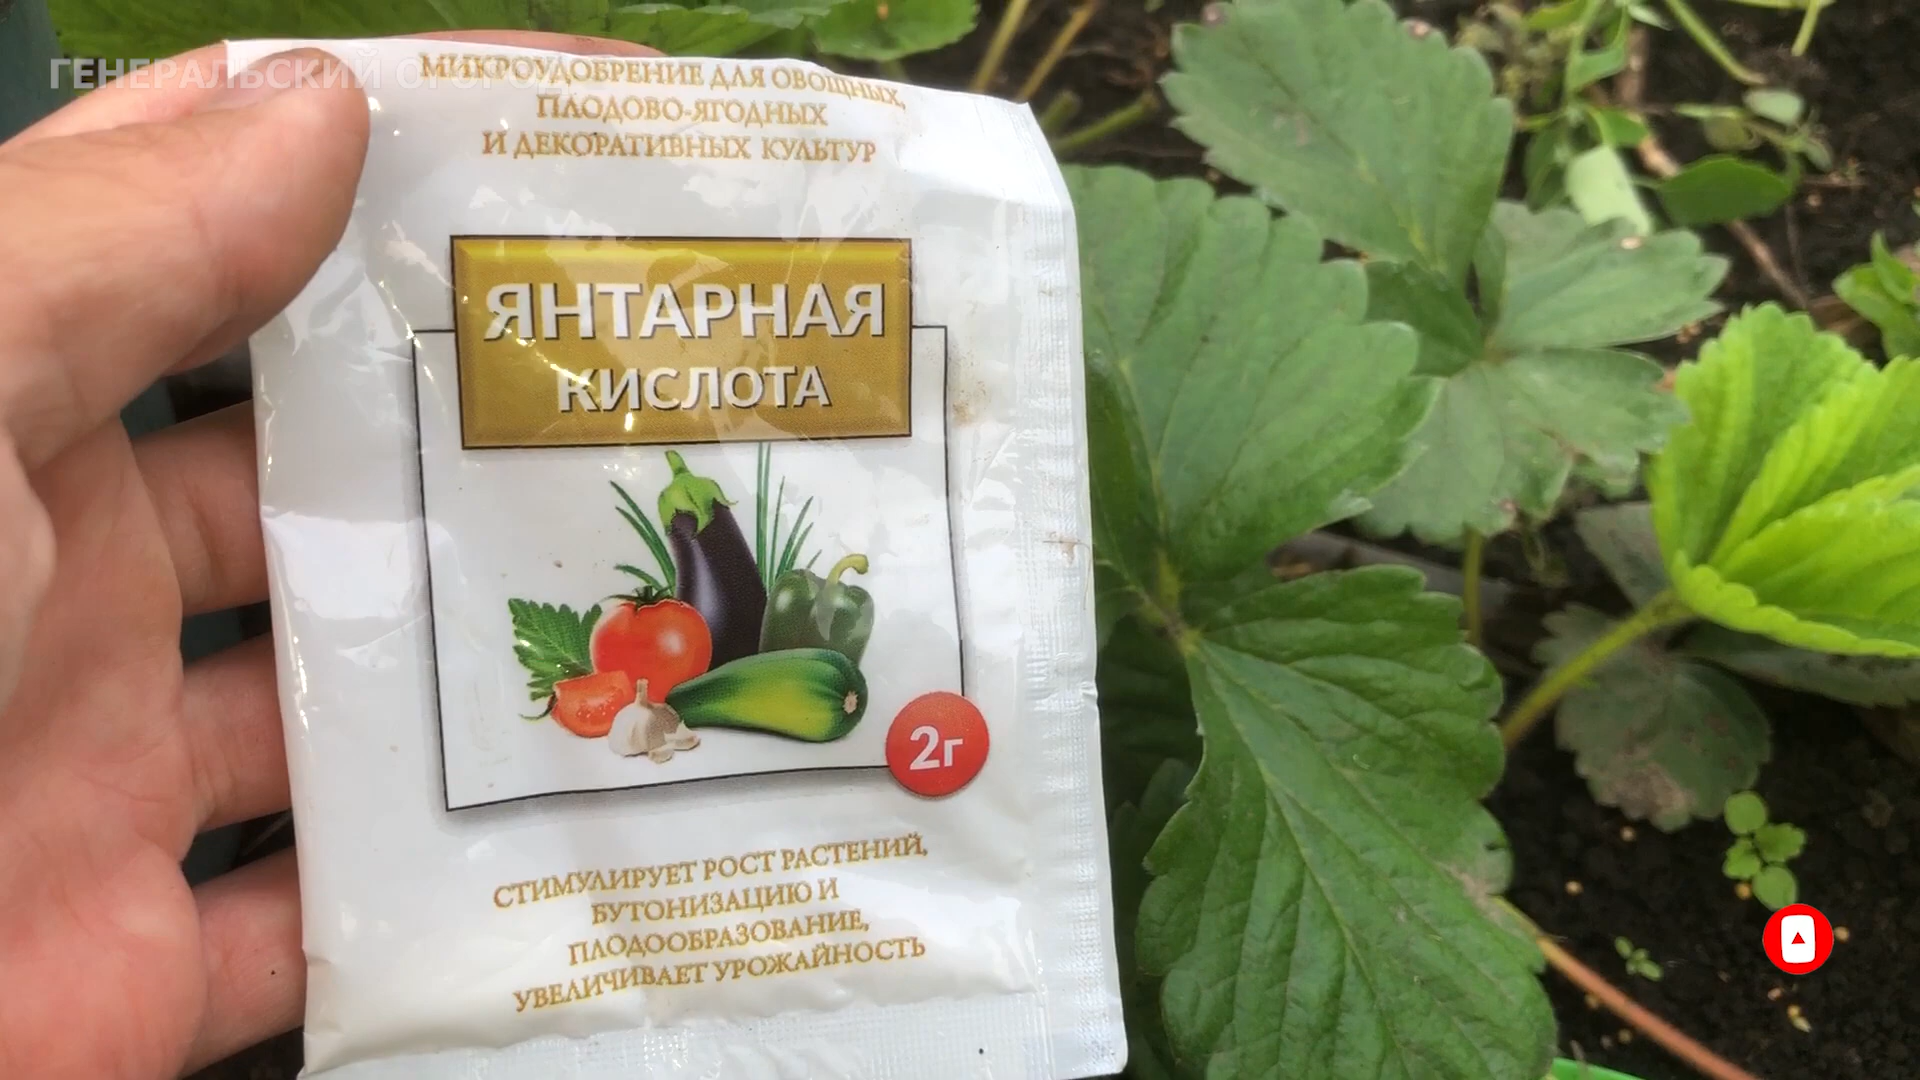 ГЕНЕРАЛЬСКИЙ ОГОРОД
МИКРОУДОБРЕНИЕ ДЛЯ ОВОЩНЫХ,
ПЛОДОВО-ЯГОДНЫХ
И ДЕКОРАТИВНЫХ КУЛЬТУР
ЯНТАРНАЯ
КИСЛОТА
2г
СТИМУЛИРУЕТ РОСТ РАСТЕНИЙ,
БУТОНИЗАЦИЮ И
ПЛОДООБРАЗОВАНИЕ,
УВЕЛИЧИВАЕТ УРОЖАЙНОСТЬ